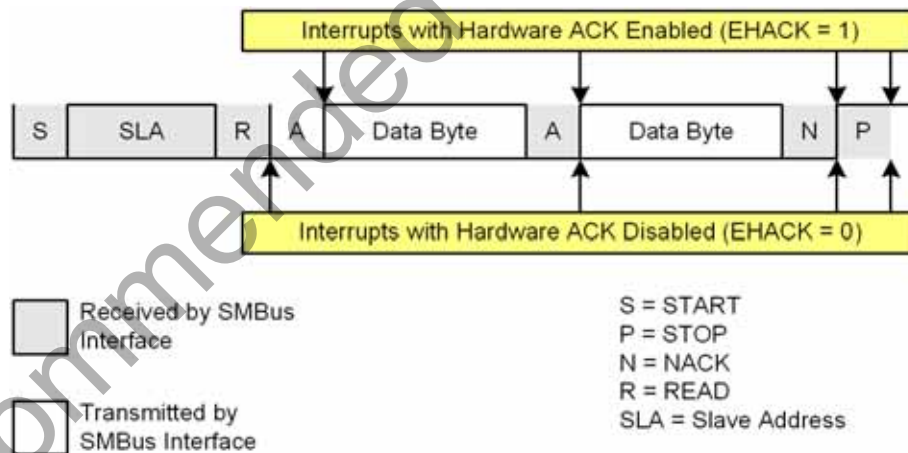 Interrupts with Hardware ACK Enabled (EHACK = 1)
S SLA R A Data Byte A Data Byte N P
Interrupts with Hardware ACK Disabled (EHACK = 0)
Received by SMBus
Interface
Transmitted by
SMBus Interface
S = START
P = STOP
N = NACK
R = READ
SLA = Slave Address
ommended